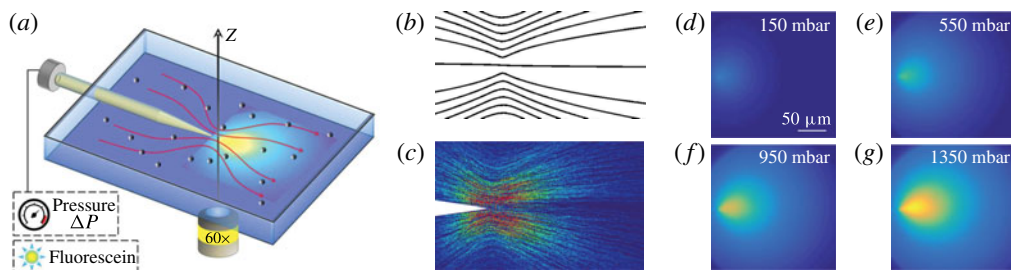 (a)
Z
60×
Pressure
ΔP
Fluorescein
(b)
(c)
(d)
150 mbar
50 μm
(e)
550 mbar
(f)
950 mbar
(g)
1350 mbar